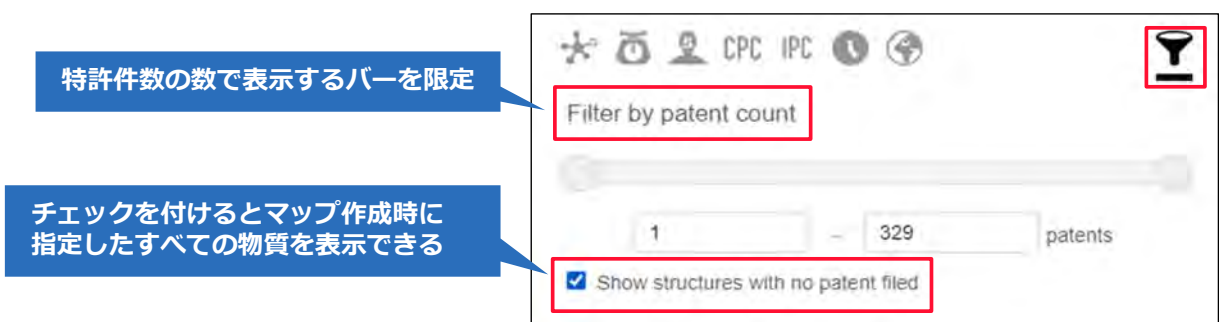 CPC IPC
特許件数の数で表示するバーを限定
Filter by patent count
チェックを付けるとマップ作成時に
指定したすべての物質を表示できる
1 – 329 patents
Show structures with no patent filed